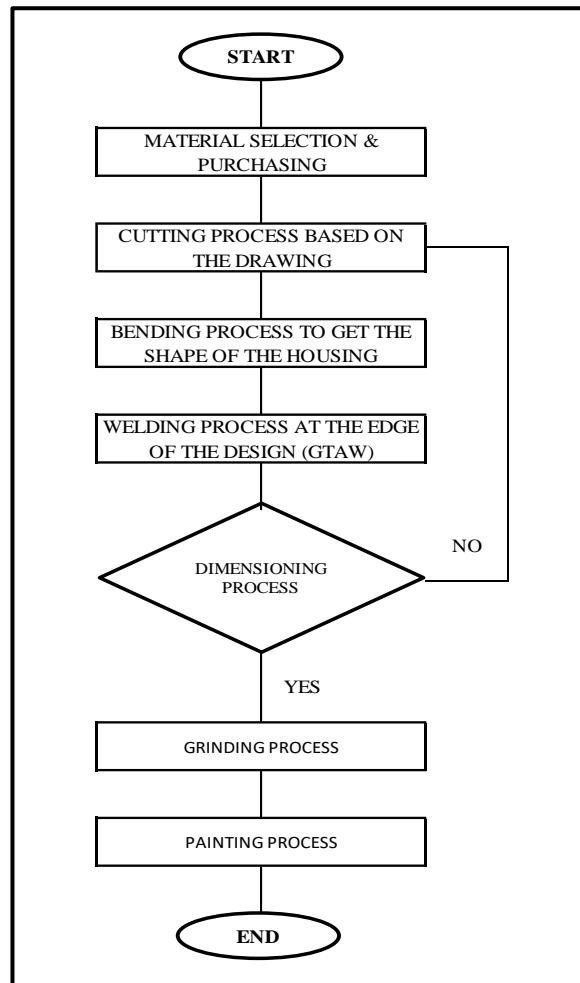 START
MATERIAL SELECTION &
PURCHASING
CUTTING PROCESS BASED ON
THE DRAWING
BENDING PROCESS TO GET THE
SHAPE OF THE HOUSING
WELDING PROCESS AT THE EDGE
OF THE DESIGN (GTAW)
NO
DIMENSIONING
PROCESS
YES
GRINDING PROCESS
PAINTING PROCESS
END